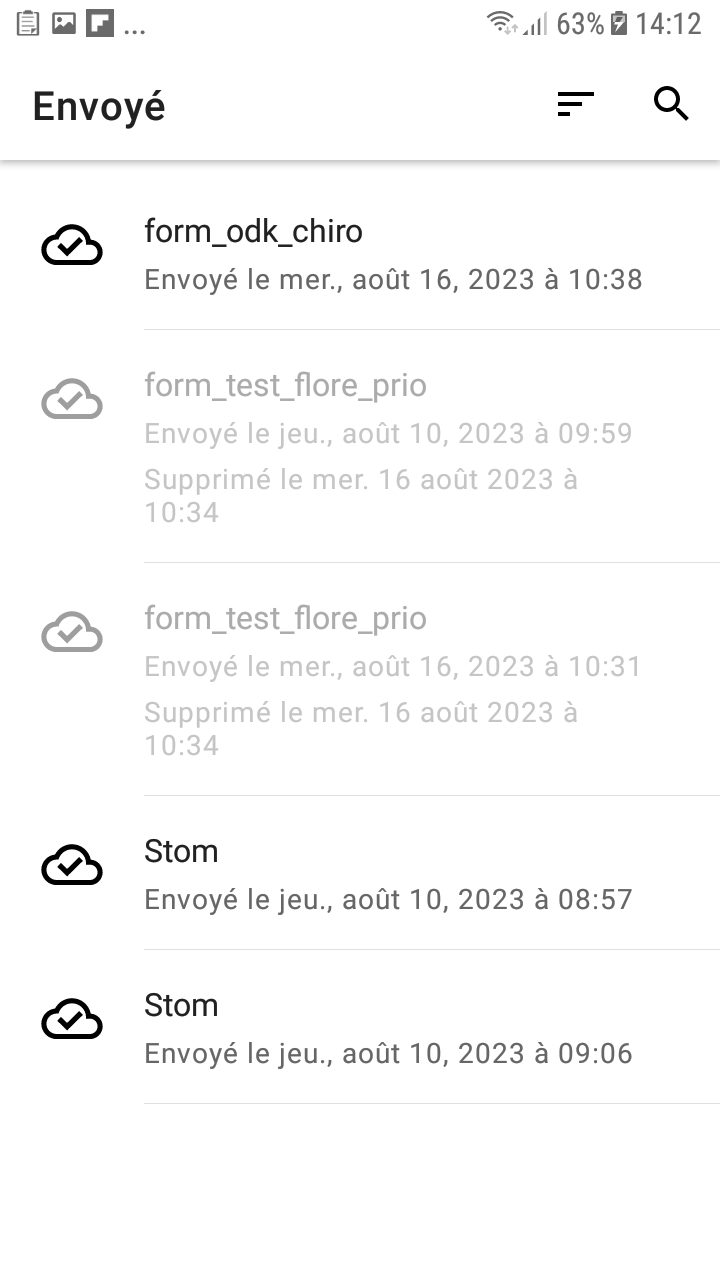 ... 63% 14:12
Envoyé
form_odk_chiro
Envoyé le mer., août 16, 2023 à 10:38
form_test_flore_prio
Envoyé le jeu., août 10, 2023 à 09:59
Supprimé le mer. 16 août 2023 à
10:34
form_test_flore_prio
Envoyé le mer., août 16, 2023 à 10:31
Supprimé le mer. 16 août 2023 à
10:34
Stom
Envoyé le jeu., août 10, 2023 à 08:57
Stom
Envoyé le jeu., août 10, 2023 à 09:06